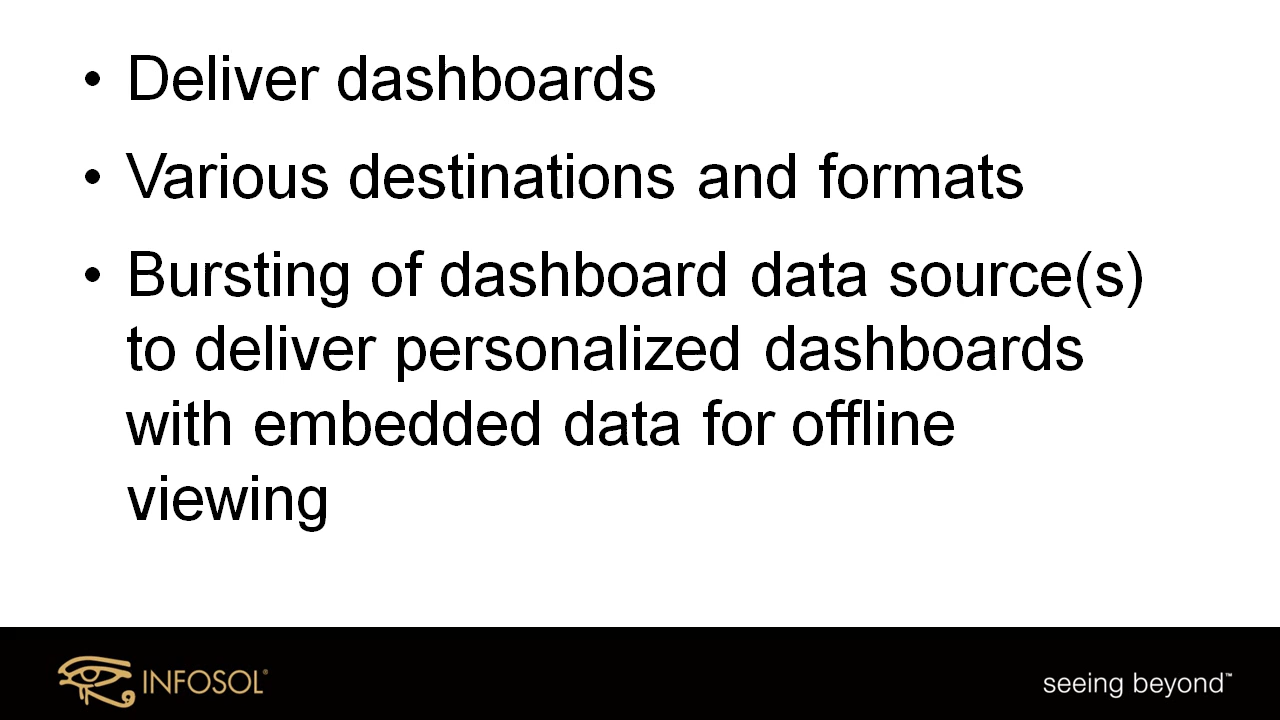 • Deliver dashboards
• Various destinations and formats
• Bursting of dashboard data source(s)
to deliver personalized dashboards
with embedded data for offline
viewing
INFOSOL®
seeing beyond™